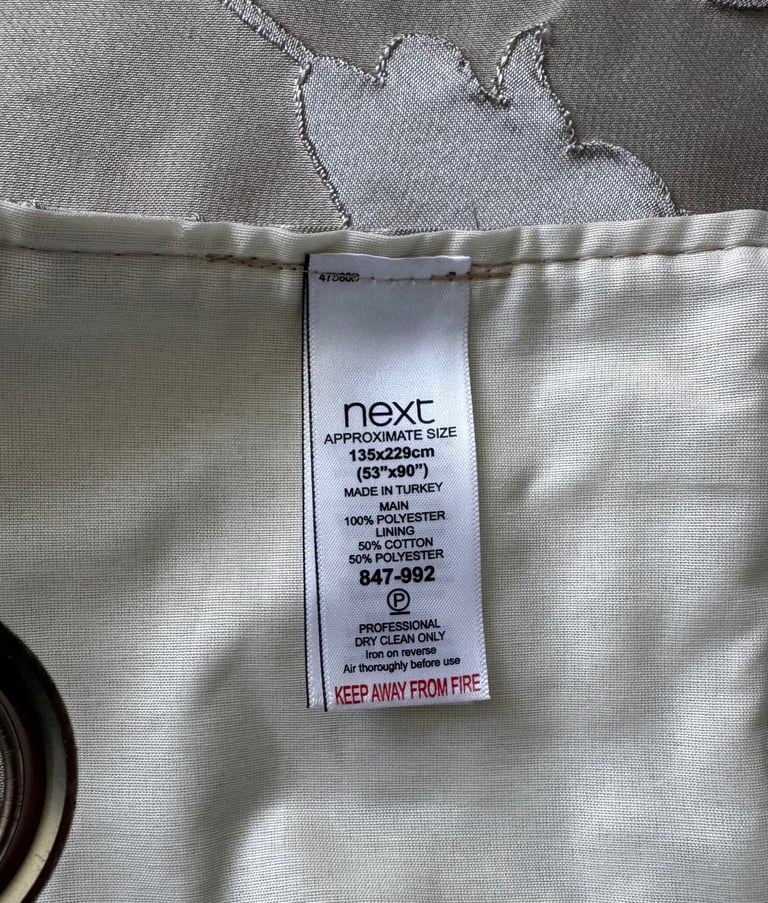 next
APPROXIMATE SIZE
135x229cm
(53”x90”)
MADE IN TURKEY
MAIN
100% POLYESTER
LINING
50% COTTON
50% POLYESTER
847-992
P
PROFESSIONAL
DRY CLEAN ONLY
Iron on reverse
Air thoroughly before use
KEEP AWAY FROM FIRE